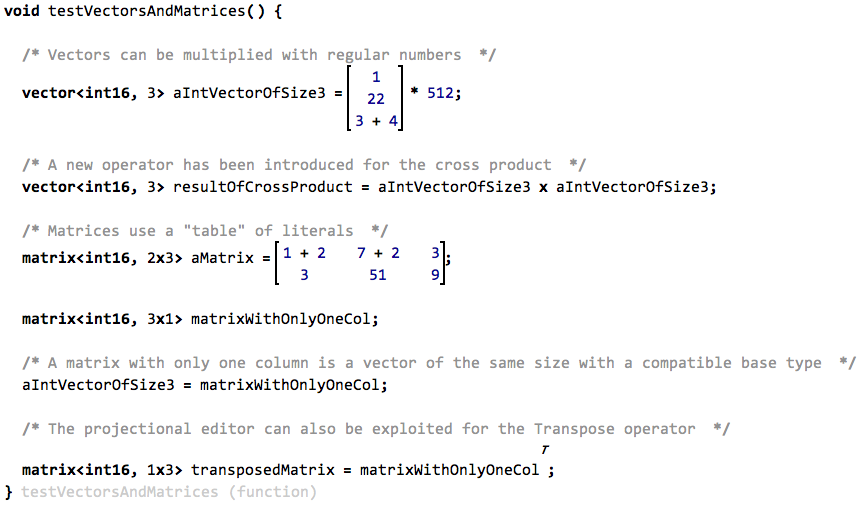 void testVectorsAndMatrices() {
/* Vectors can be multiplied with regular numbers */
1
vector<int16, 3> aIntVectorOfSize3 = 22 * 512;
3 + 4
/* A new operator has been introduced for the cross product */
vector<int16, 3> resultOfCrossProduct = aIntVectorOfSize3 x aIntVectorOfSize3;
/* Matrices use a "table" of literals */
1 + 2 7 + 2 3
matrix<int16, 2x3> aMatrix = ;
3 51 9
matrix<int16, 3x1> matrixWithOnlyOneCol;
/* A matrix with only one column is a vector of the same size with a compatible base type */
aIntVectorOfSize3 = matrixWithOnlyOneCol;
/* The projectional editor can also be exploited for the Transpose operator */
T
matrix<int16, 1x3> transposedMatrix = matrixWithOnlyOneCol ;
} testVectorsAndMatrices (function)